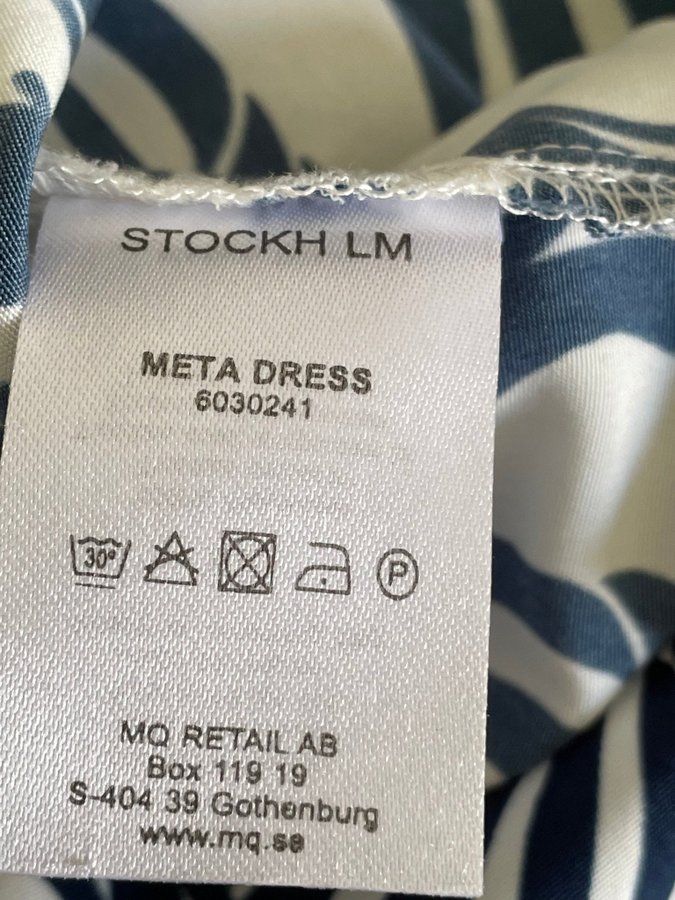 STOCKH LM
META DRESS
6030241
30°
P
MQ RETAIL AB
Box 119 19
S-404 39 Gothenburg
www.mq.se